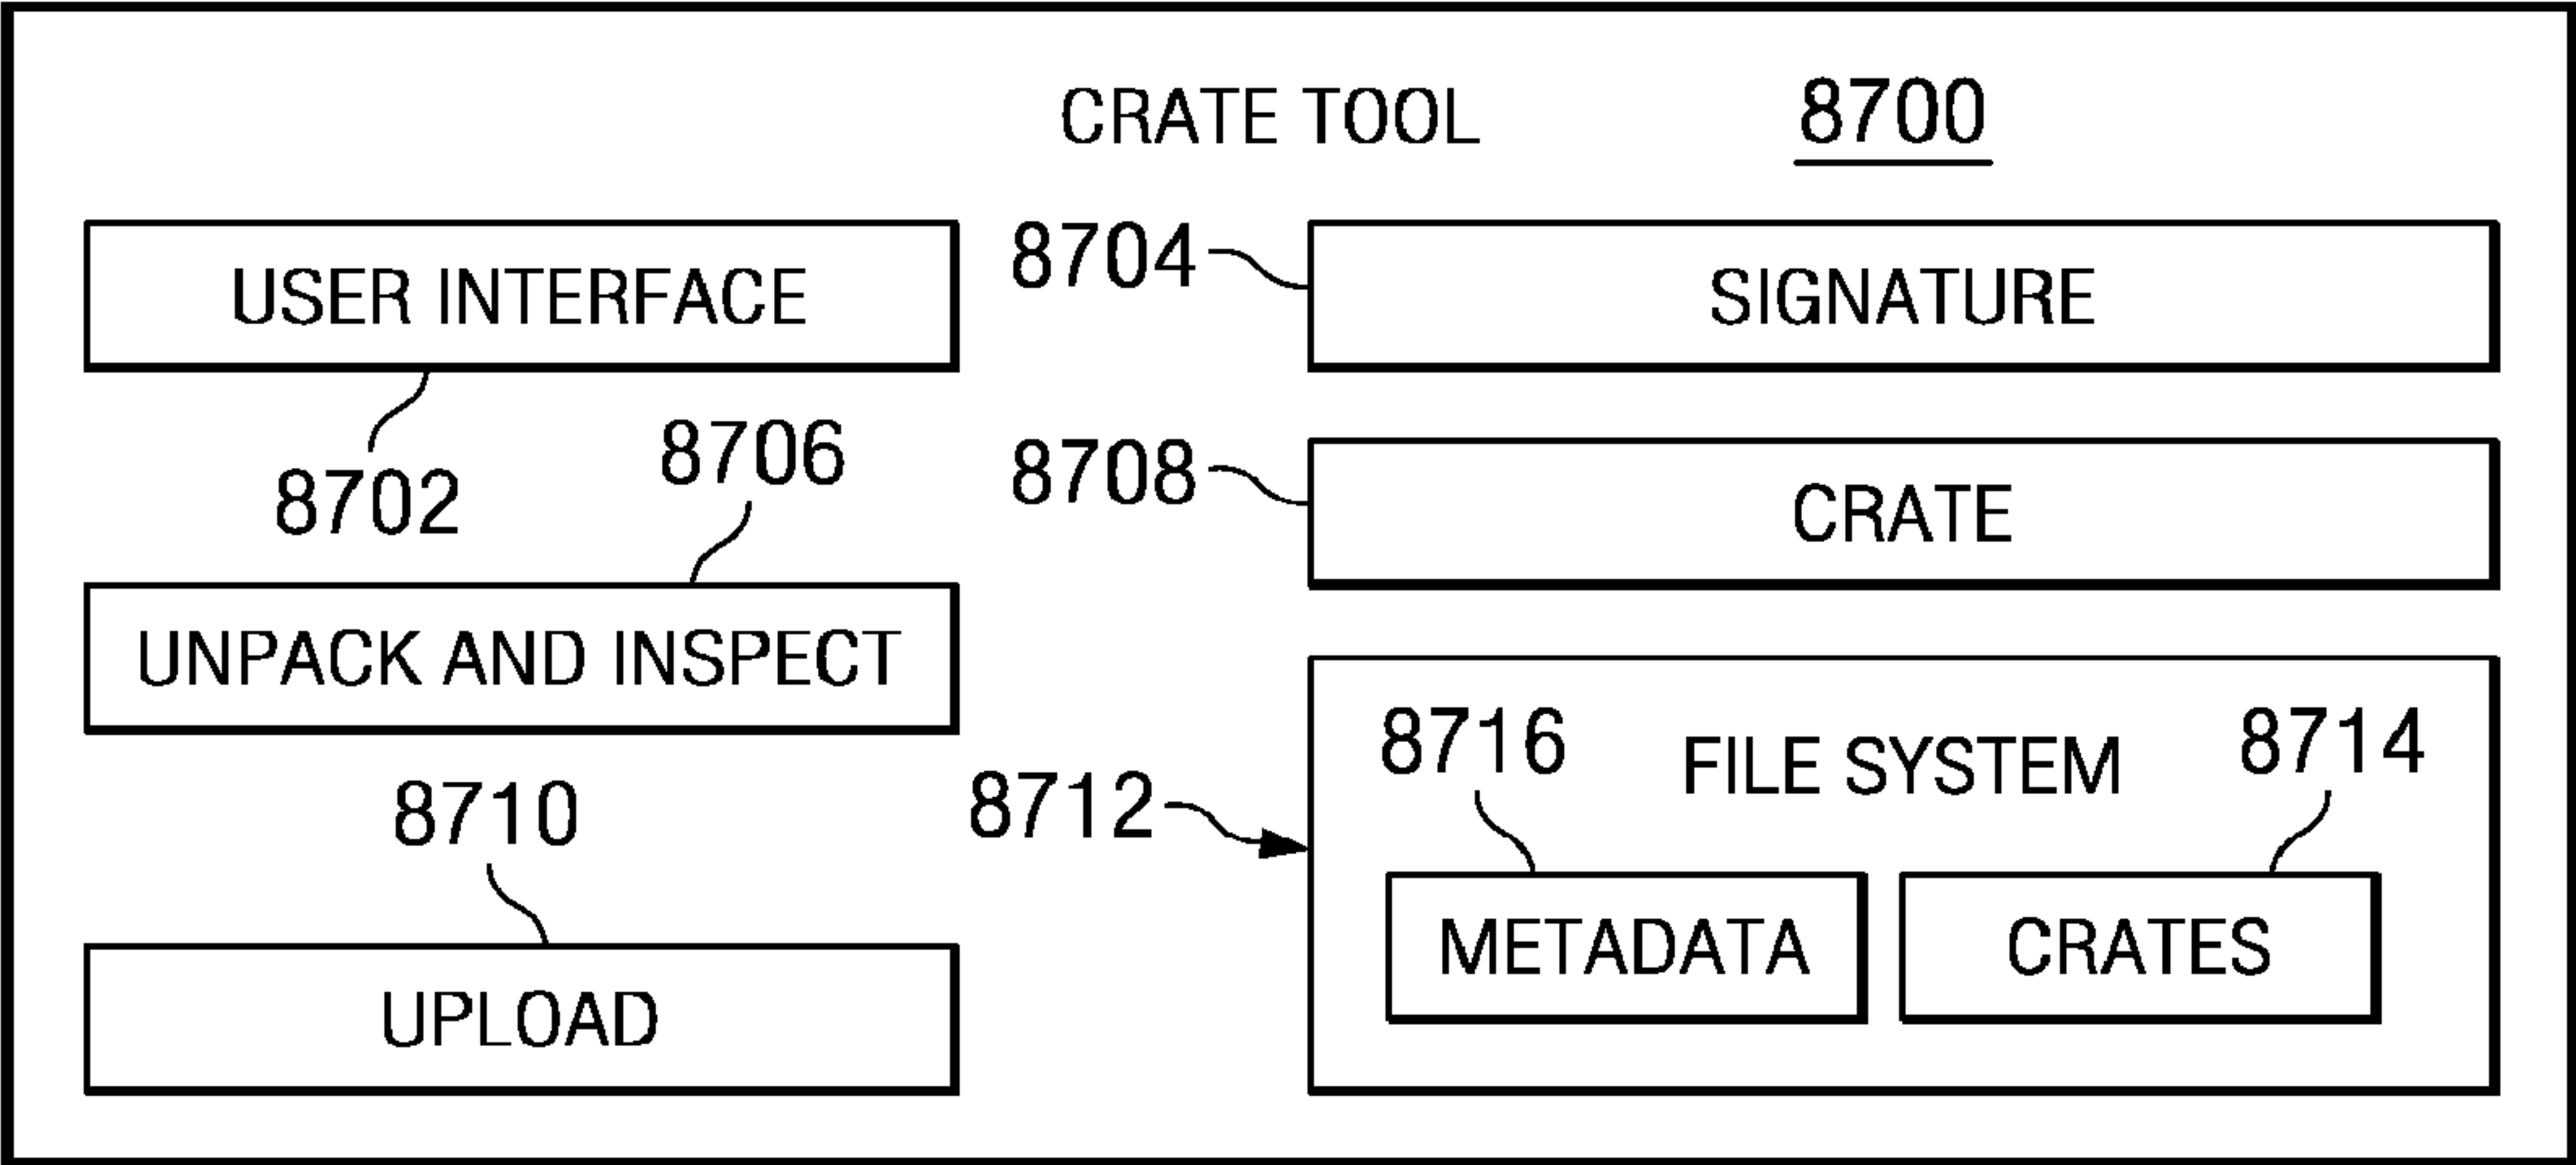 CRATE TOOL 8700
USER INTERFACE
8702
8704
SIGNATURE
8706
UNPACK AND INSPECT
8708
CRATE
8710
UPLOAD
8712
FILE SYSTEM
8716
METADATA
8714
CRATES